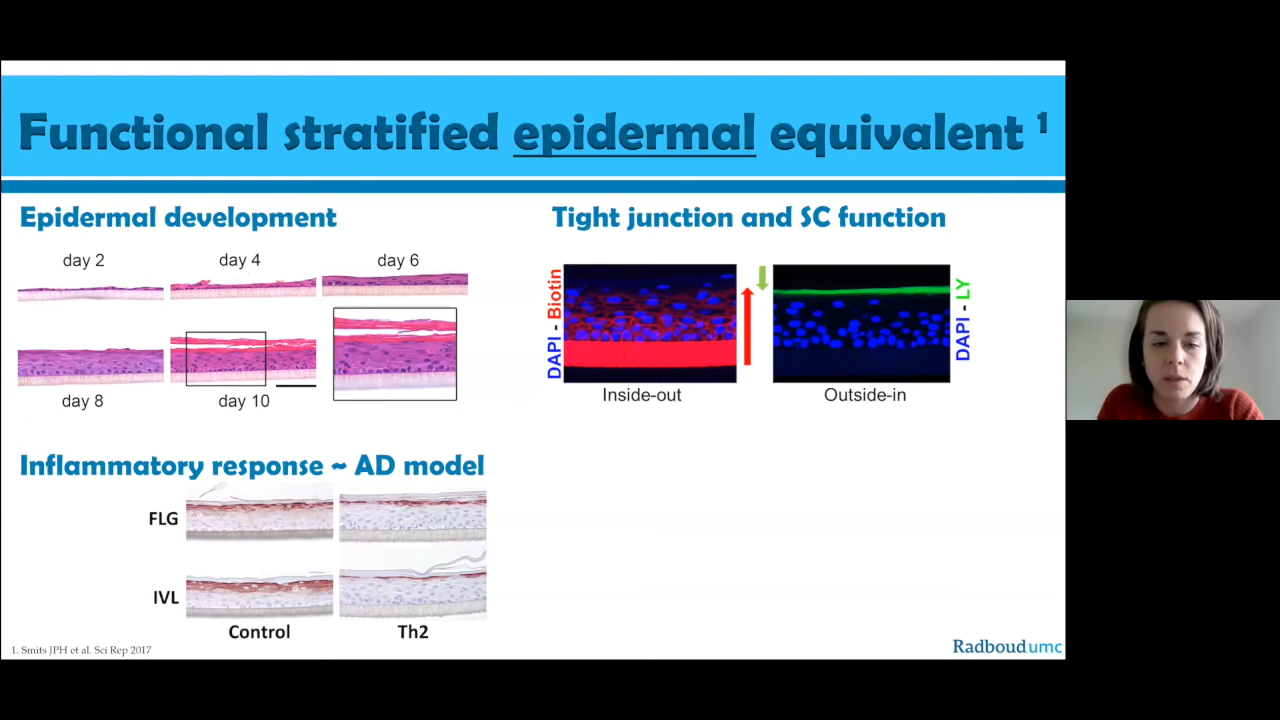 Functional stratified epidermal equivalent 1
Epidermal development
day 2
day 4
day 6
day 8
day 10
Tight junction and SC function
DAPI - Biotin
Inside-out
DAPI - LY
Outside-in
Inflammatory response ~ AD model
FLG
IVL
Control
Th2
1. Smits JPH et al. Sci Rep 2017
Radboudumc